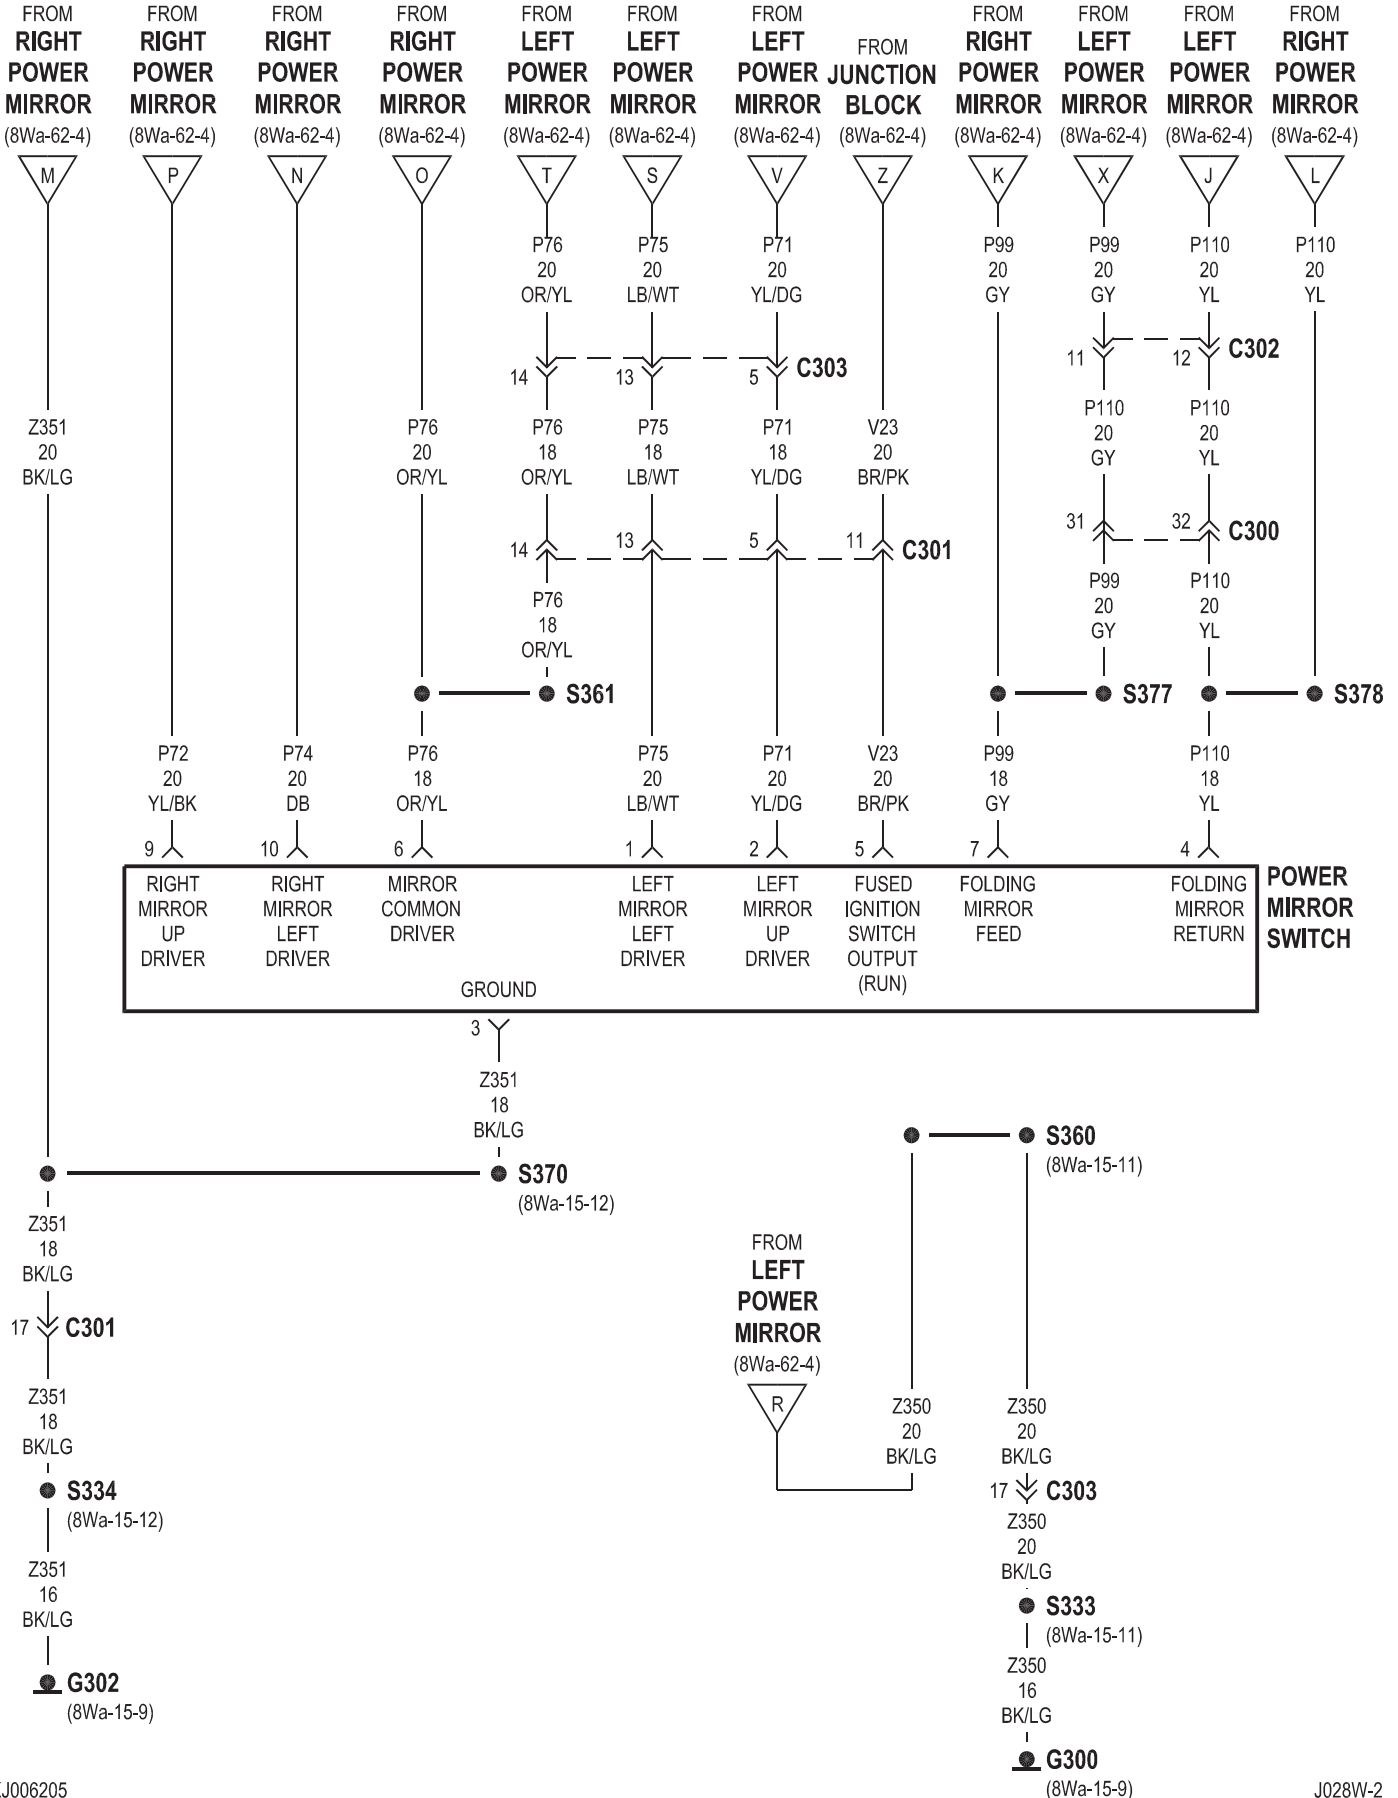 FROM FROM FROM FROM FROM FROM FROM FROM FROM FROM FROM
RIGHT RIGHT RIGHT RIGHT LEFT LEFT LEFT FROM RIGHT LEFT LEFT RIGHT
POWER POWER POWER POWER POWER POWER POWER JUNCTION POWER POWER POWER POWER
MIRROR MIRROR MIRROR MIRROR MIRROR MIRROR MIRROR BLOCK MIRROR MIRROR MIRROR MIRROR
(8Wa-62-4) (8Wa-62-4) (8Wa-62-4) (8Wa-62-4) (8Wa-62-4) (8Wa-62-4) (8Wa-62-4) (8Wa-62-4) (8Wa-62-4) (8Wa-62-4) (8Wa-62-4) (8Wa-62-4)
M P N O T S V Z K X J L
P76 P75 P71 P99 P99 P110 P110
20 20 20 20 20 20 20
OR/YL LB/WT YL/DG GY GY YL YL
11 12 C302
14 13 5 C303
P110 P110
20 20
GY YL
Z351 P76 P76 P75 P71 V23
20 20 18 18 18 20
BK/LG OR/YL OR/YL LB/WT YL/DG BR/PK
31 32 C300
14 13 5 11 C301
P99 P110
20 20
GY YL
P76
18
OR/YL
S361 S377 S378
P72 P74 P76 P75 P71 V23 P99 P110
20 20 18 20 20 20 18 18
YL/BK DB OR/YL LB/WT YL/DG BR/PK GY YL
9 10 6 1 2 5 7 4
RIGHT RIGHT MIRROR LEFT LEFT FUSED FOLDING FOLDING POWER
MIRROR MIRROR COMMON MIRROR MIRROR IGNITION MIRROR MIRROR MIRROR
UP LEFT DRIVER LEFT UP SWITCH FEED RETURN SWITCH
DRIVER DRIVER DRIVER DRIVER OUTPUT
(RUN)
GROUND
3
Z351
18
BK/LG
S360
(8Wa-15-11)
S370
(8Wa-15-12)
Z351
18
BK/LG
FROM
LEFT
POWER
MIRROR
(8Wa-62-4)
R
17 C301
Z351
18
BK/LG
Z350 Z350
20 20
BK/LG BK/LG
S334
(8Wa-15-12)
17 C303
Z350
20
BK/LG
Z351
16
BK/LG
S333
(8Wa-15-11)
G302
(8Wa-15-9)
Z350
16
BK/LG
G300
(8Wa-15-9)
J006205 J028W-2